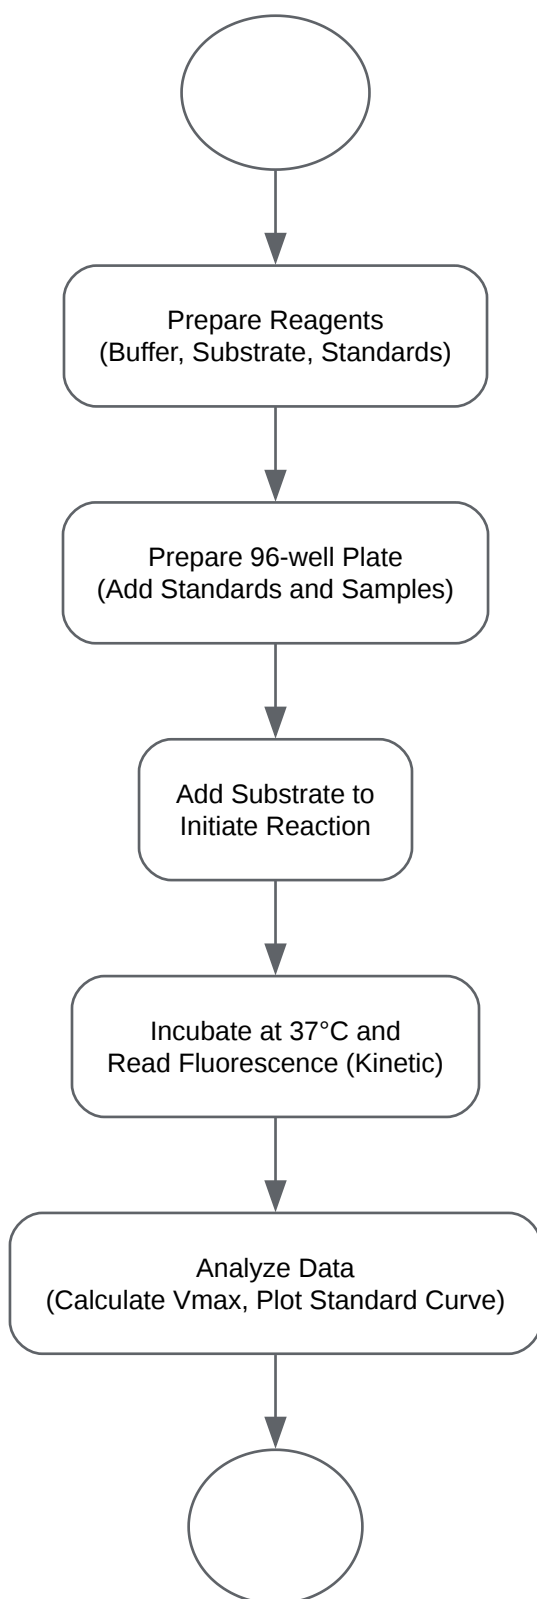 Prepare Reagents
(Buffer, Substrate, Standards)
Prepare 96-well Plate
(Add Standards and Samples)
Add Substrate to
Initiate Reaction
Incubate at 37°C and
Read Fluorescence (Kinetic)
Analyze Data
(Calculate Vmax, Plot Standard Curve)